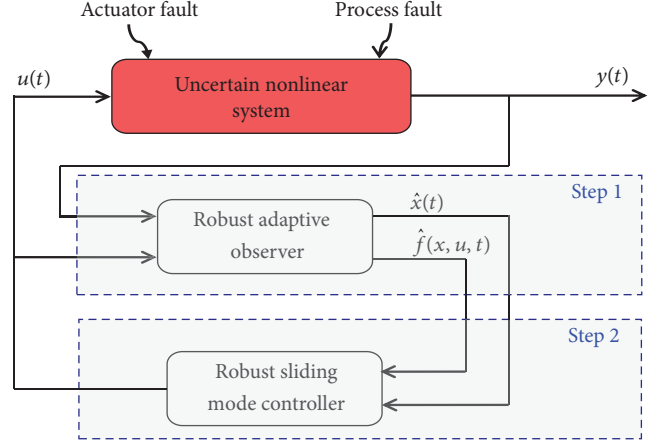 Actuator fault
Process fault
u(t)
Uncertain nonlinear
system
y(t)
Step 1
Robust adaptive
observer
x̂(t)
f̂(x, u, t)
Step 2
Robust sliding
mode controller